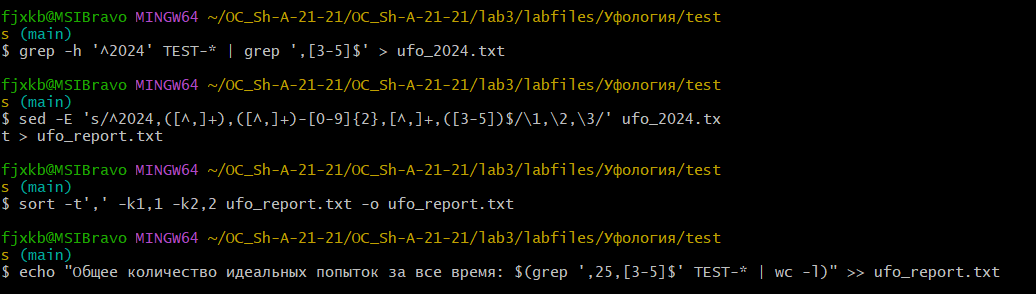 fjxkb@MSIBravo MINGW64 ~/OC_Sh-A-21-21/OC_Sh-A-21-21/lab3/labfiles/Уфология/test
s (main)
$ grep -h '^2024' TEST-* | grep ',[3-5]$' > ufo_2024.txt
fjxkb@MSIBravo MINGW64 ~/OC_Sh-A-21-21/OC_Sh-A-21-21/lab3/labfiles/Уфология/test
s (main)
$ sed -E 's/^2024,([^,]+),([^,]+)-[0-9]{2},[^,]+,([3-5])$/\1,\2,\3/' ufo_2024.tx
t > ufo_report.txt
fjxkb@MSIBravo MINGW64 ~/OC_Sh-A-21-21/OC_Sh-A-21-21/lab3/labfiles/Уфология/test
s (main)
$ sort -t',' -k1,1 -k2,2 ufo_report.txt -o ufo_report.txt
fjxkb@MSIBravo MINGW64 ~/OC_Sh-A-21-21/OC_Sh-A-21-21/lab3/labfiles/Уфология/test
s (main)
$ echo "Общее количество идеальных попыток за все время: $(grep ',25,[3-5]$' TEST-* | wc -l)" >> ufo_report.txt